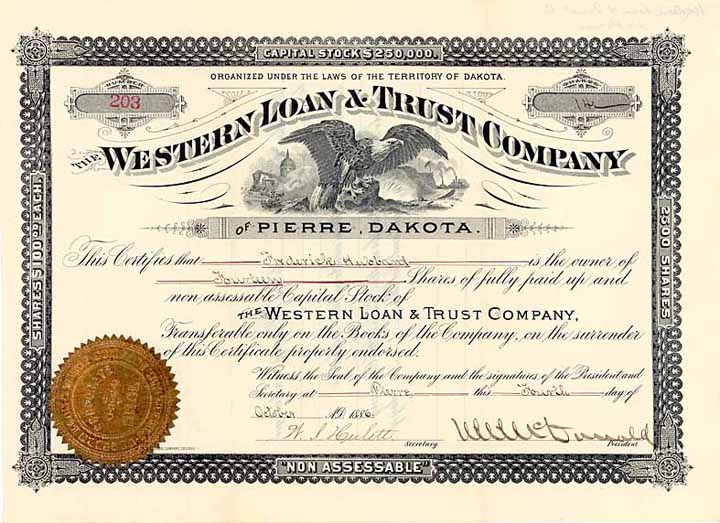 CAPITAL STOCK $250,000.
ORGANIZED UNDER THE LAWS OF THE TERRITORY OF DAKOTA.
NUMBER
SHARES
203
14
THE WESTERN LOAN & TRUST COMPANY
OF PIERRE, DAKOTA.
SHARES $100.00 EACH.
2500 SHARES
This Certifies that Frederick Hubbard is the owner of
Fourteen Shares of fully paid up and
non assessable Capital Stock of
THE WESTERN LOAN & TRUST COMPANY,
Transferable only on the Books of the Company, on the surrender
of this Certificate properly endorsed.
Witness the Seal of the Company and the signatures of the President and
Secretary at Pierre this Fourth day of
October AD. 1886.
Secretary.
President
"NON ASSESSABLE"